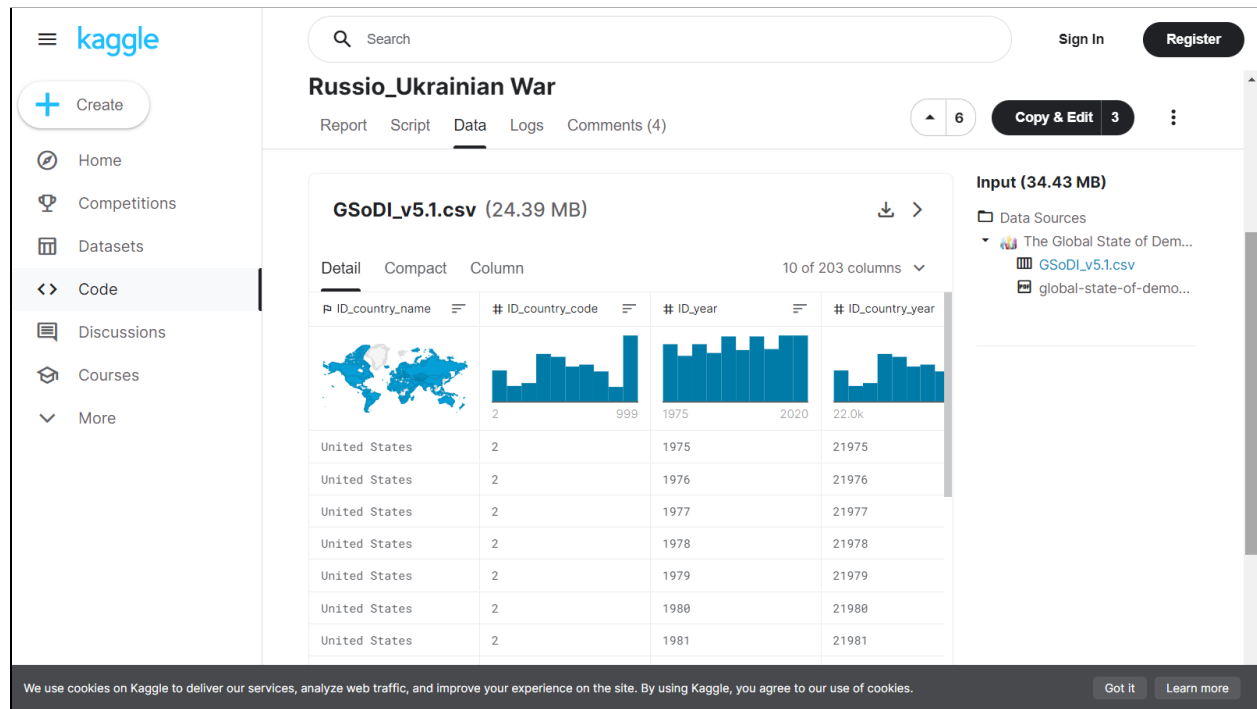 kaggle
Search
Sign In
Register
Create
Home
Competitions
Datasets
Code
Discussions
Courses
More
Russio_Ukrainian War
Report Script Data Logs Comments (4)
6
Copy & Edit 3
GSoDI_v5.1.csv (24.39 MB)
Detail Compact Column
10 of 203 columns
ID_country_name # ID_country_code # ID_year # ID_country_year
2 999 1975 2020 22.0k
United States 2 1975 21975
United States 2 1976 21976
United States 2 1977 21977
United States 2 1978 21978
United States 2 1979 21979
United States 2 1980 21980
United States 2 1981 21981
Input (34.43 MB)
Data Sources
The Global State of Dem...
GSoDI_v5.1.csv
PDF global-state-of-demo...
We use cookies on Kaggle to deliver our services, analyze web traffic, and improve your experience on the site. By using Kaggle, you agree to our use of cookies.
Got it
Learn more